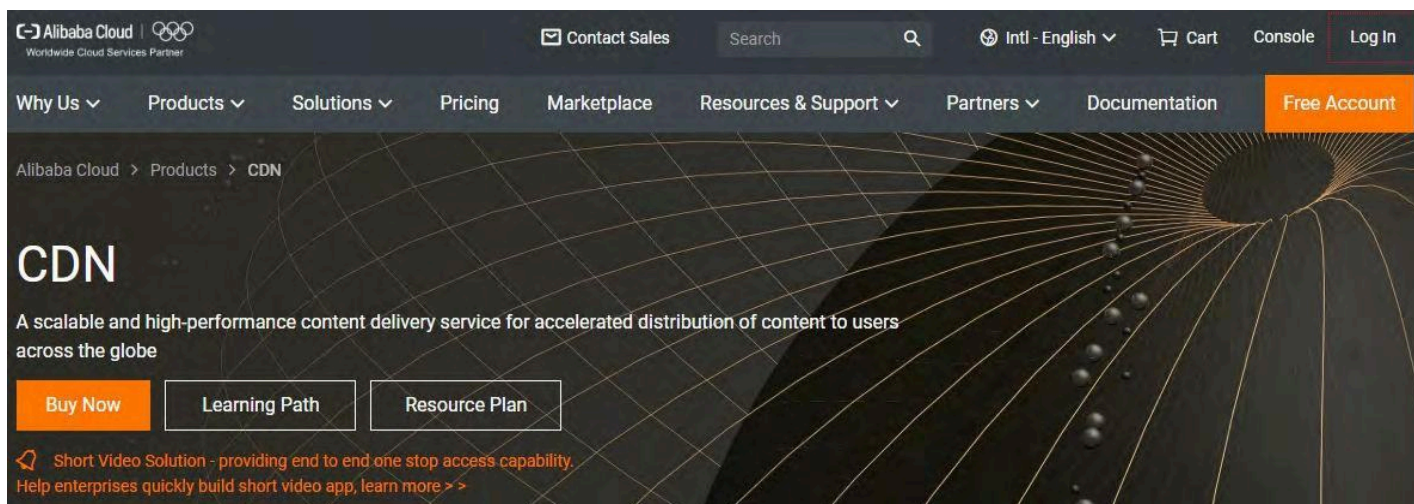 Alibaba Cloud
Worldwide Cloud Services Partner
Contact Sales
Search
Intl - English
Cart
Console
Log In
Why Us
Products
Solutions
Pricing
Marketplace
Resources & Support
Partners
Documentation
Free Account
Alibaba Cloud > Products > CDN
CDN
A scalable and high-performance content delivery service for accelerated distribution of content to users
across the globe
Buy Now
Learning Path
Resource Plan
Short Video Solution - providing end to end one stop access capability.
Help enterprises quickly build short video app, learn more > >